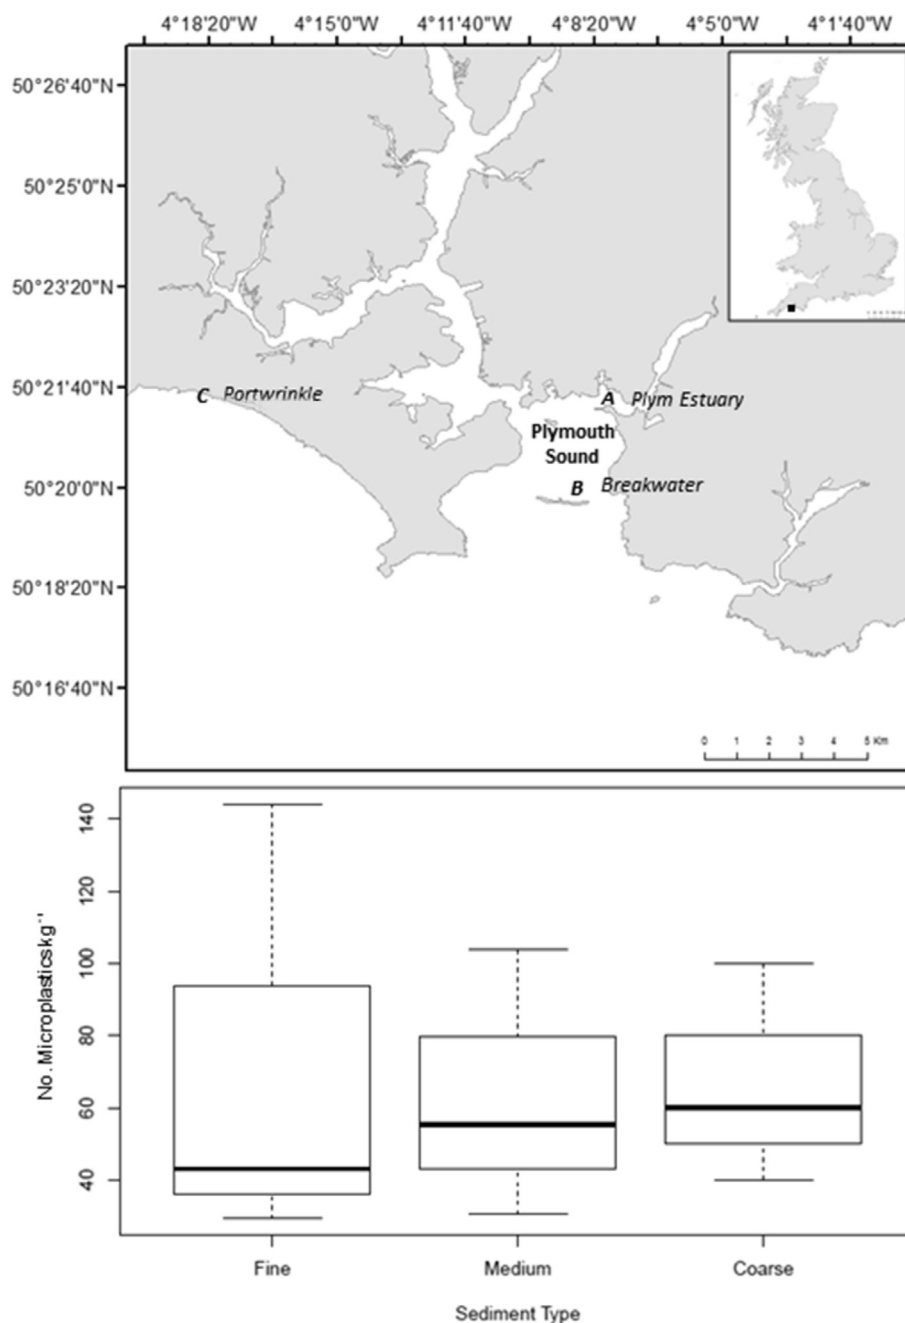 4°18'20"W 4°15'0"W 4°11'40"W 4°8'20"W 4°5'0"W 4°1'40"W
50°26'40"N
50°25'0"N
50°23'20"N
50°21'40"N
C Portwrinkle
A Plym Estuary
Plymouth
Sound
50°20'0"N
B Breakwater
50°18'20"N
50°16'40"N
0 1 2 3 4 5 Km
No. Microplasticskg⁻¹
140
120
100
80
60
40
Fine Medium Coarse
Sediment Type